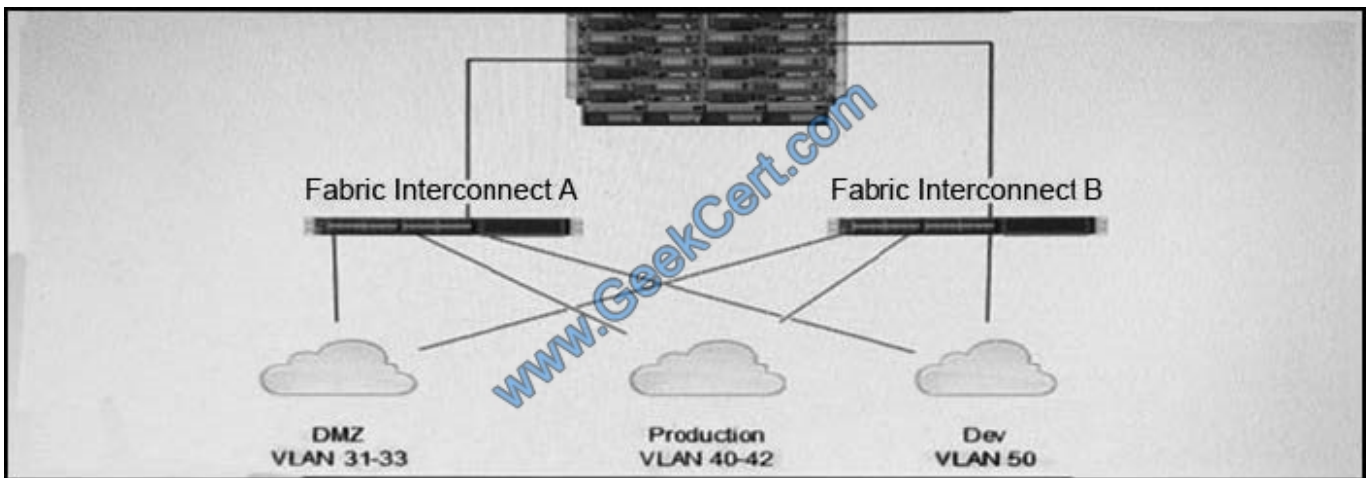 Fabric Interconnect A
Fabric Interconnect B
www.GeekCert.com
DMZ
VLAN 31-33
Production
VLAN 40-42
Dev
VLAN 50